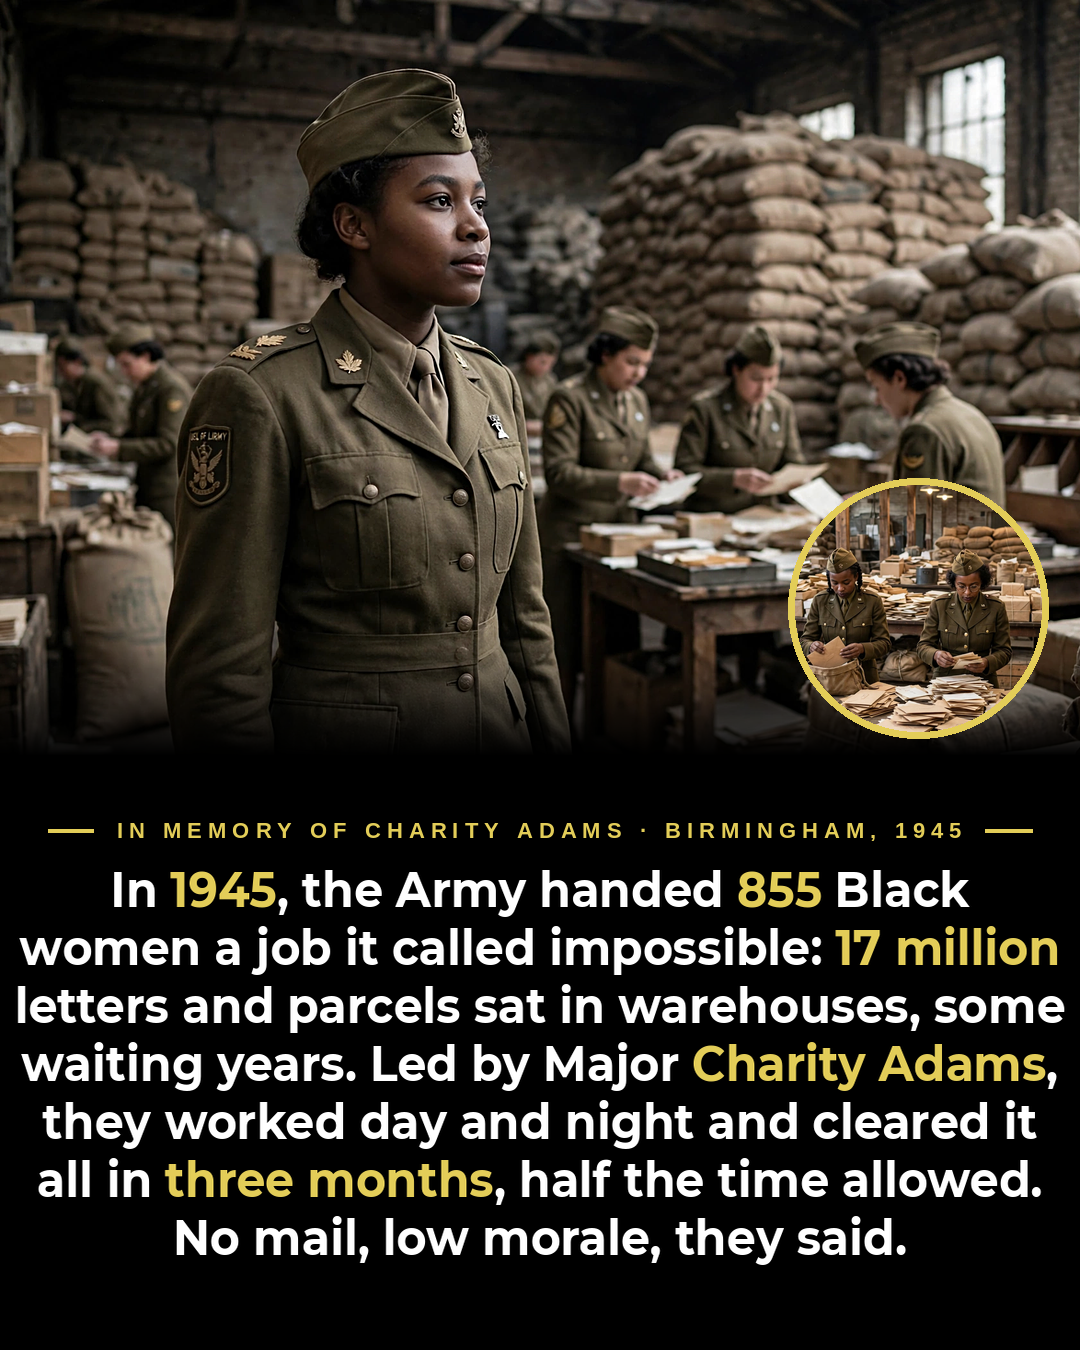 IN MEMORY OF CHARITY ADAMS · BIRMINGHAM, 1945
In 1945, the Army handed 855 Black
women a job it called impossible: 17 million
letters and parcels sat in warehouses, some
waiting years. Led by Major Charity Adams,
they worked day and night and cleared it
all in three months, half the time allowed.
No mail, low morale, they said.